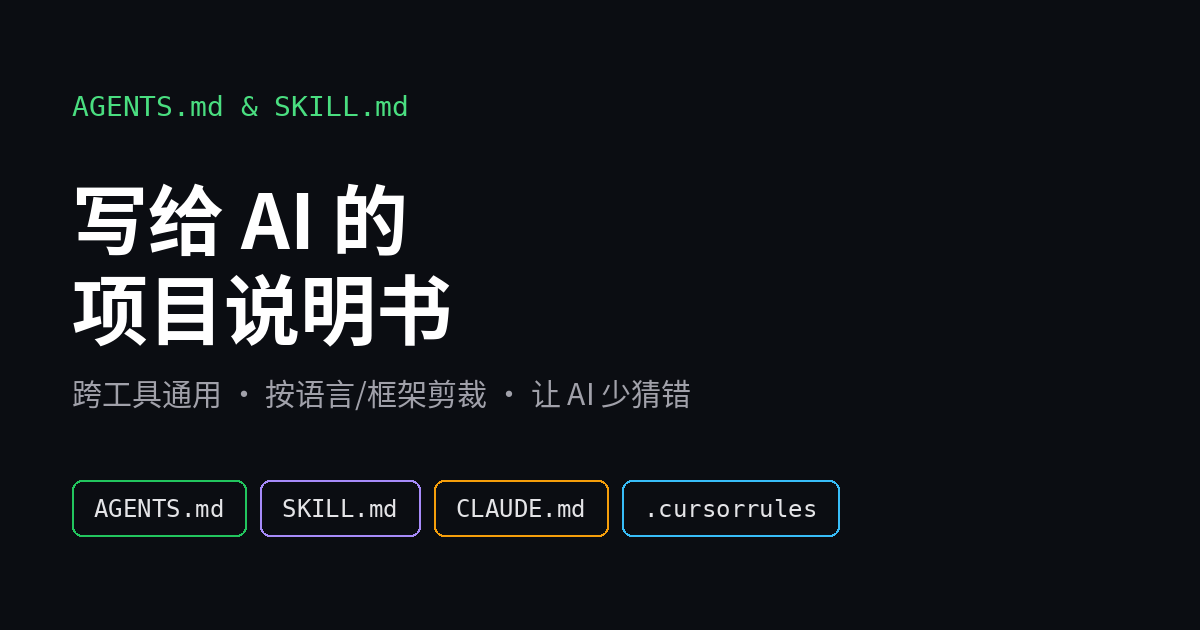 AGENTS.md & SKILL.md
写给 AI 的
项目说明书
跨工具通用 · 按语言/框架剪裁 · 让 AI 少猜错
AGENTS.md
SKILL.md
CLAUDE.md
.cursorrules